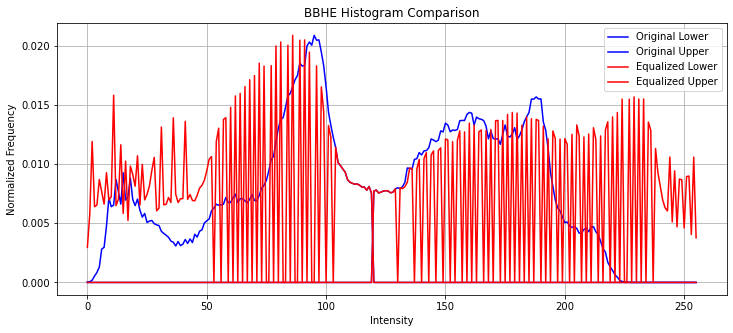 BBHE Histogram Comparison
Original Lower
Original Upper
Equalized Lower
Equalized Upper
Normalized Frequency
0.020
0.015
0.010
0.005
0.000
0
50
100
150
200
250
Intensity